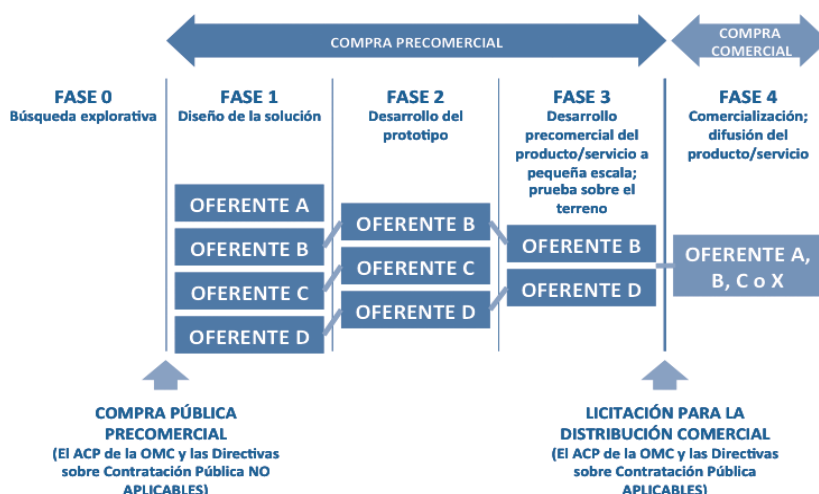 COMPRA PRECOMERCIAL
COMPRA
COMERCIAL
FASE 0
Búsqueda explorativa
FASE 1
Diseño de la solución
FASE 2
Desarrollo del
prototipo
FASE 3
Desarrollo
precomercial del
producto/servicio a
pequeña escala;
prueba sobre el
terreno
FASE 4
Comercialización;
difusión del
producto/servicio
OFERENTE A
OFERENTE B
OFERENTE C
OFERENTE D
OFERENTE B
OFERENTE C
OFERENTE D
OFERENTE B
OFERENTE D
OFERENTE A,
B, C o X
COMPRA PÚBLICA
PRECOMERCIAL
(El ACP de la OMC y las Directivas
sobre Contratación Pública NO
APLICABLES)
LICITACIÓN PARA LA
DISTRIBUCIÓN COMERCIAL
(El ACP de la OMC y las Directivas
sobre Contratación Pública
APLICABLES)